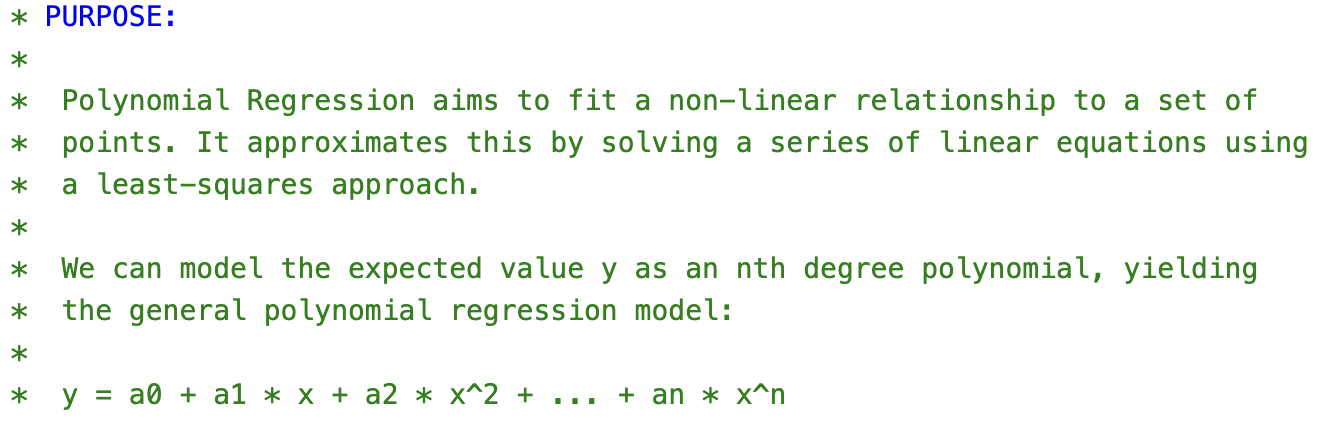 * PURPOSE:
*
*  Polynomial Regression aims to fit a non-linear relationship to a set of
*  points. It approximates this by solving a series of linear equations using
*  a least-squares approach.
*
*  We can model the expected value y as an nth degree polynomial, yielding
*  the general polynomial regression model:
*
*  y = a0 + a1 * x + a2 * x^2 + ... + an * x^n